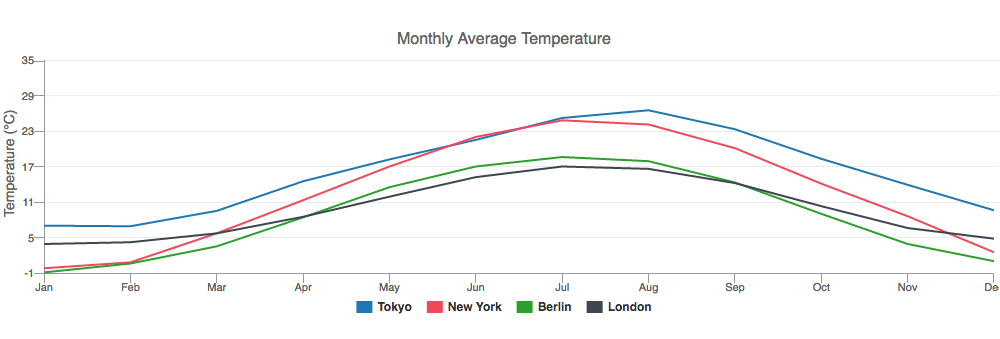 Monthly Average Temperature
Temperature (°C)
35
29
23
17
11
5
-1
Jan Feb Mar Apr May Jun Jul Aug Sep Oct Nov De
Tokyo New York Berlin London